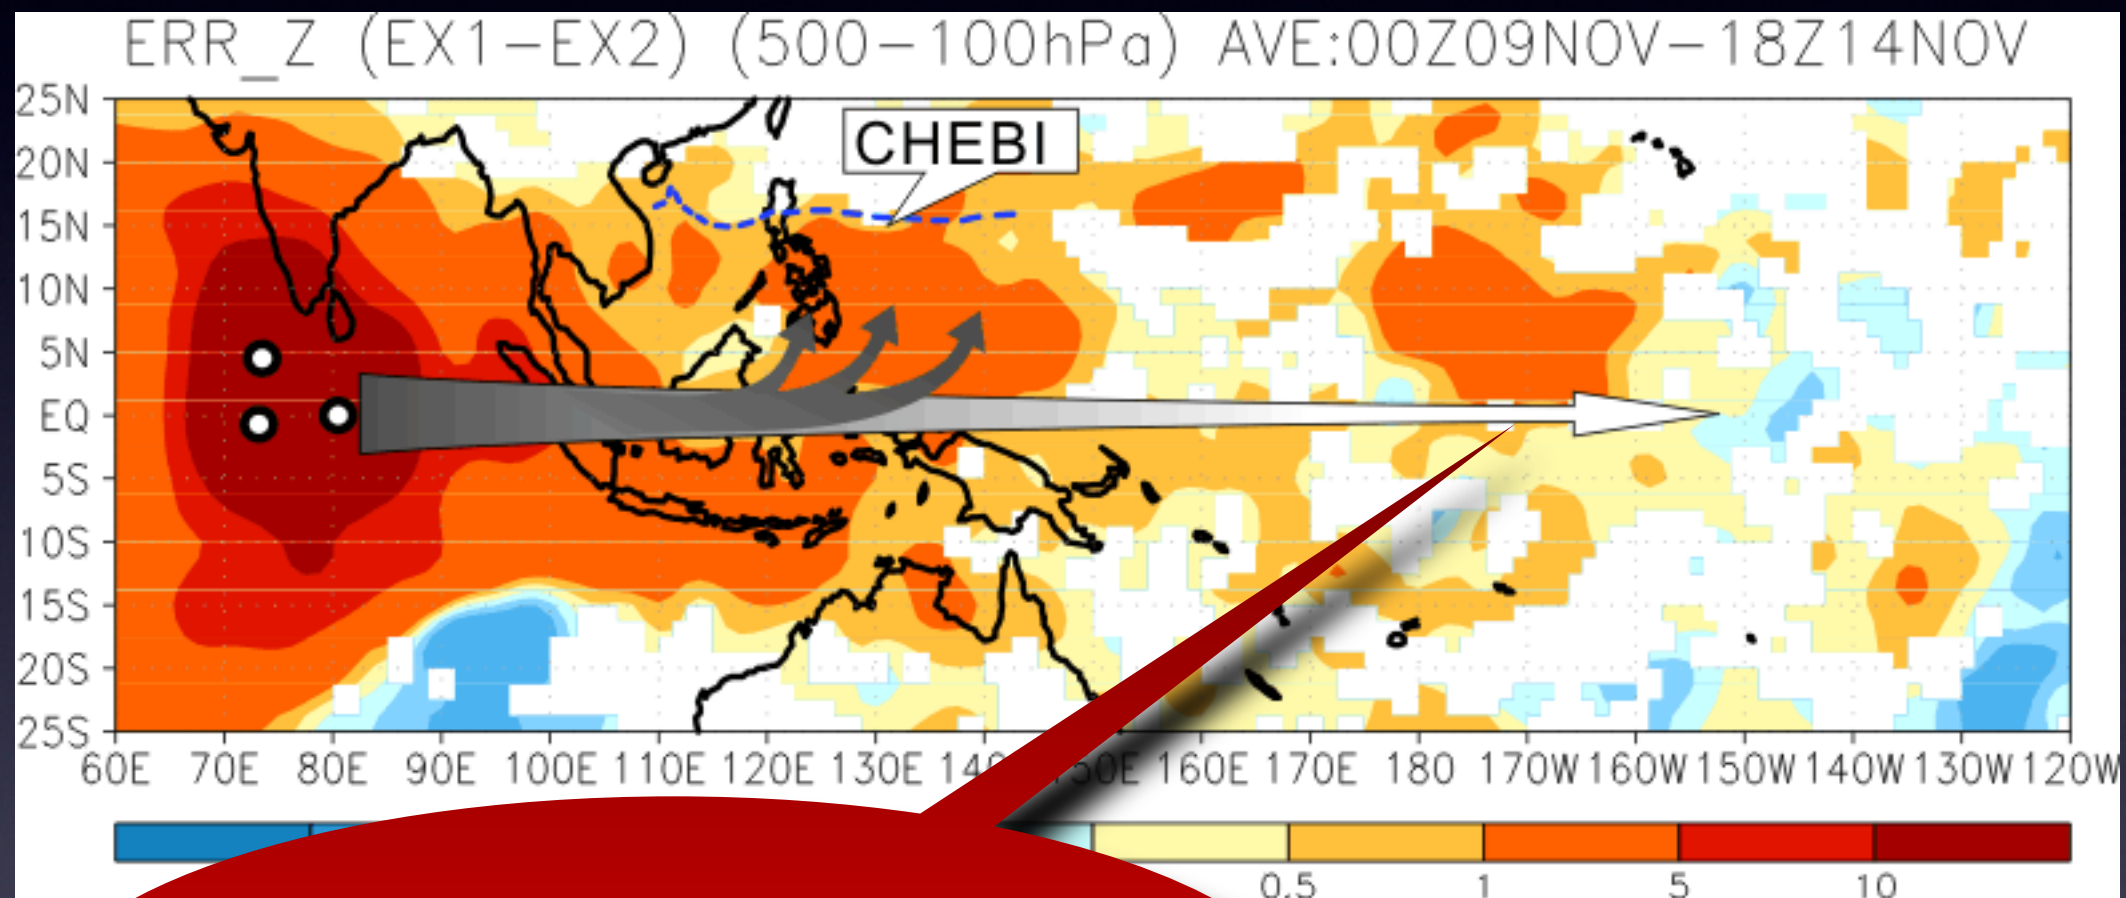 ERR_Z (EX1-EX2) (500-100hPa) AVE:00Z09NOV-18Z14NOV
25N
CHEBI
20N
15N
10N
5N
EQ
5S
10S
15S
20S
25S
60E 70E 80E 90E 100E 110E 120E 130E 160E 170E 180 170W 160W 150W 140W 130W 120W
0.5 1 5 10